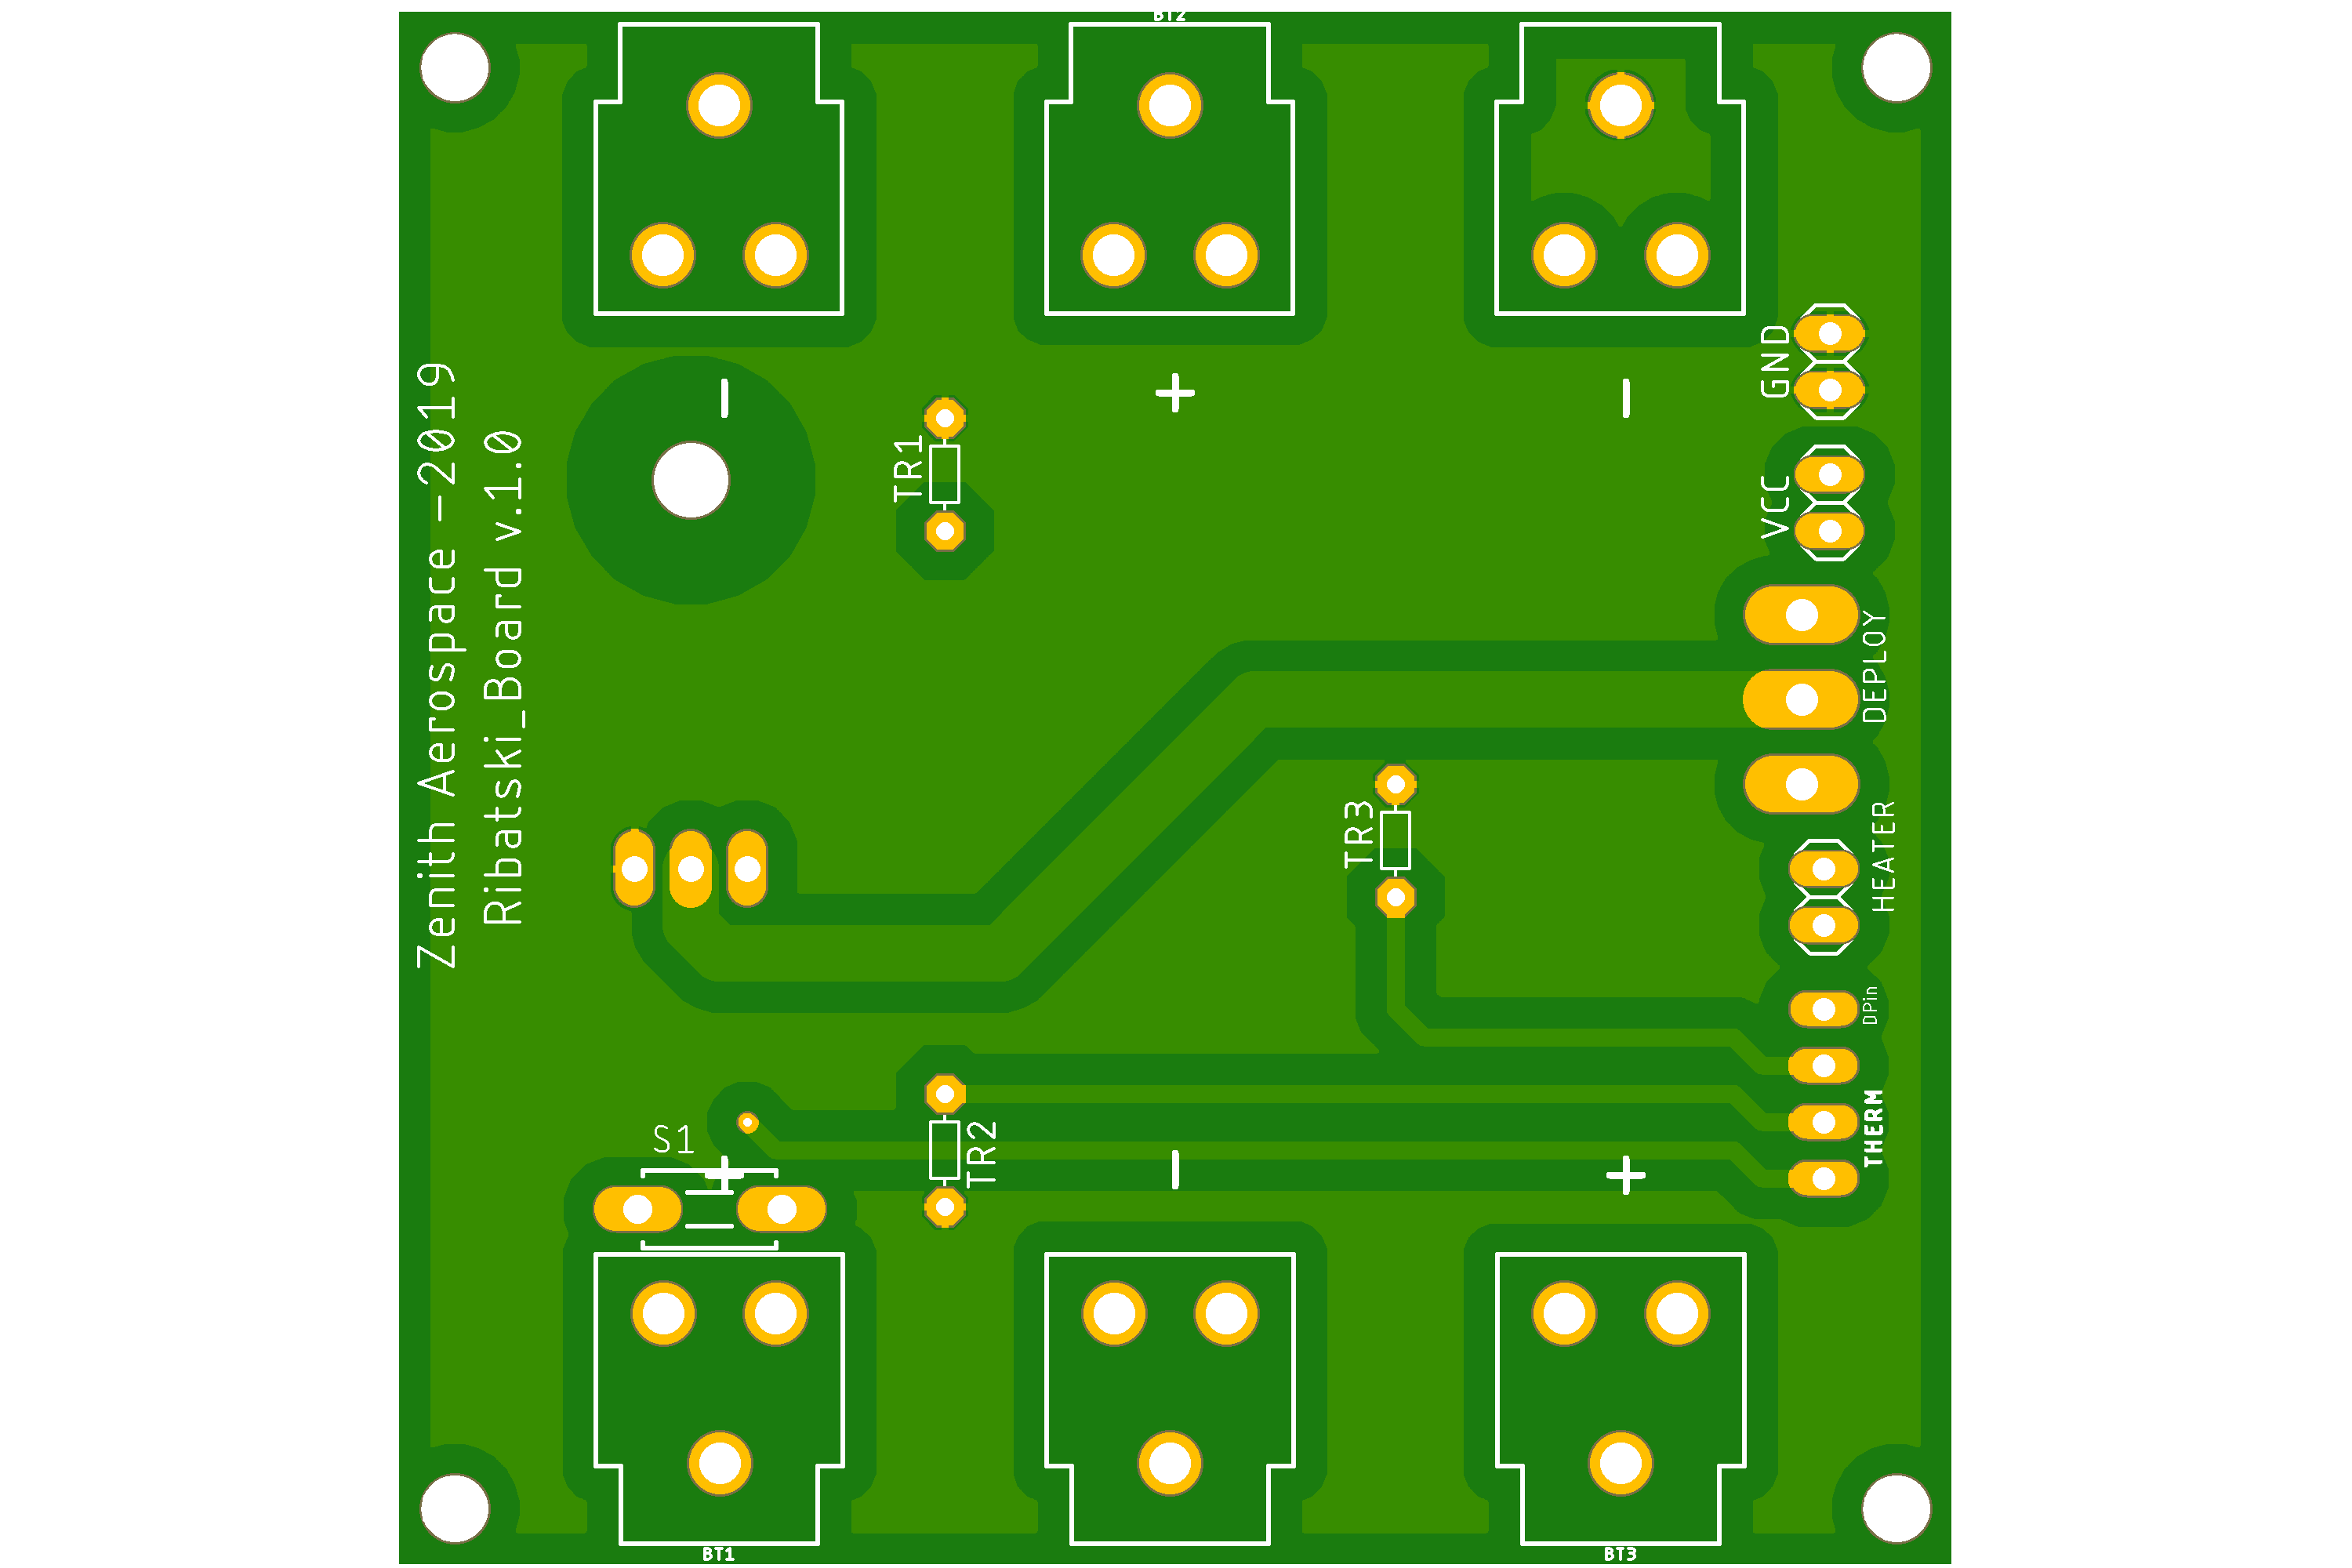 BT2
Zenith Aerospace -2019
Ribatski_Board v.1.0
-
+
-
TR1
GND
VCC
DEPLOY
TR3
HEATER
DPin
THERM
S1
+
TR2
-
+
BT1
BT3